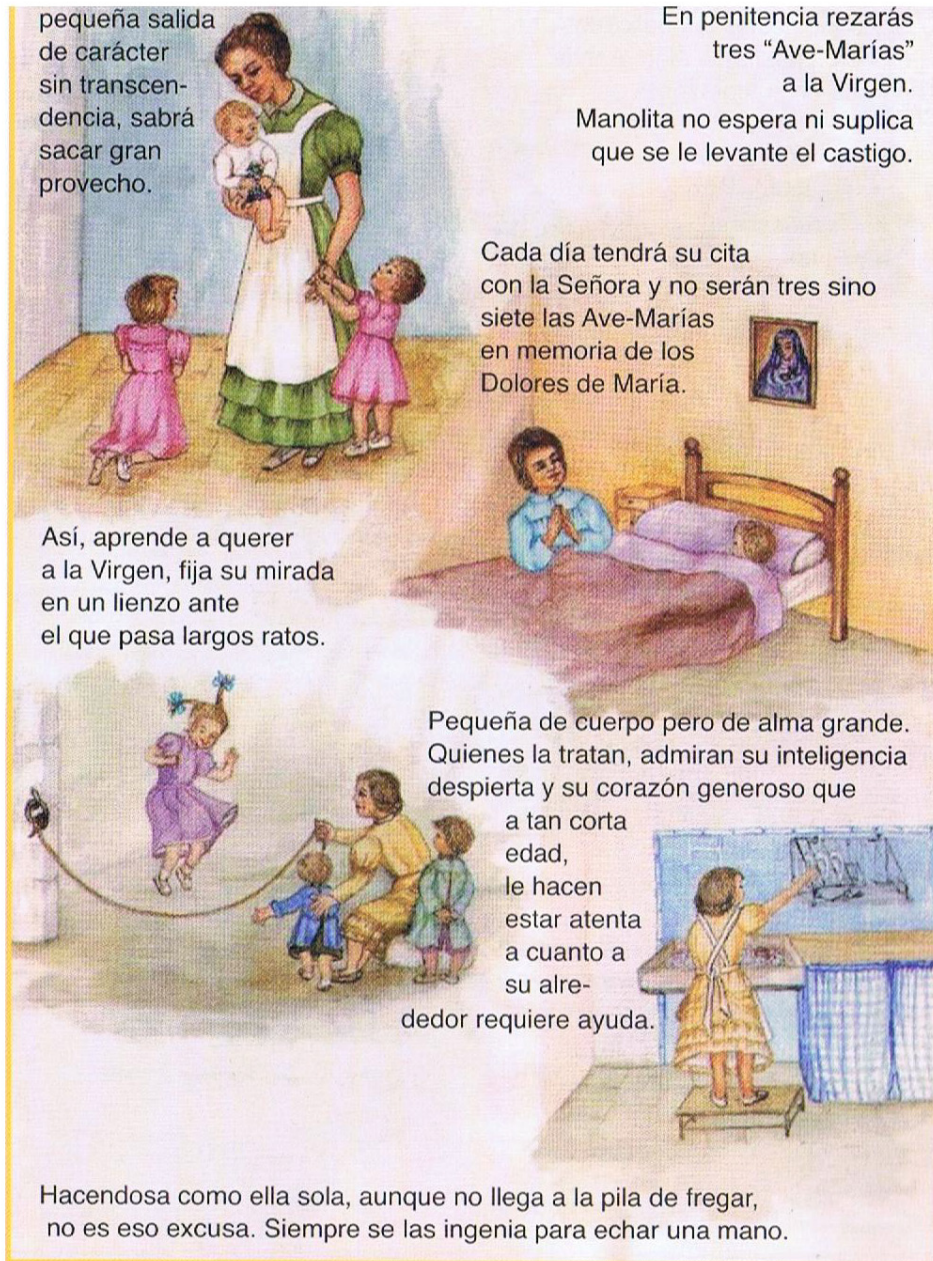 pequeña salida
de carácter
sin transcen-
dencia, sabrá
sacar gran
provecho.
En penitencia rezarás
tres “Ave-Marías”
a la Virgen.
Manolita no espera ni suplica
que se le levante el castigo.
Cada día tendrá su cita
con la Señora y no serán tres sino
siete las Ave-Marías
en memoria de los
Dolores de María.
Así, aprende a querer
a la Virgen, fija su mirada
en un lienzo ante
el que pasa largos ratos.
Pequeña de cuerpo pero de alma grande.
Quienes la tratan, admiran su inteligencia
despierta y su corazón generoso que
a tan corta
edad,
le hacen
estar atenta
a cuanto a
su alre-
dedor requiere ayuda.
Hacendosa como ella sola, aunque no llega a la pila de fregar,
no es eso excusa. Siempre se las ingenia para echar una mano.